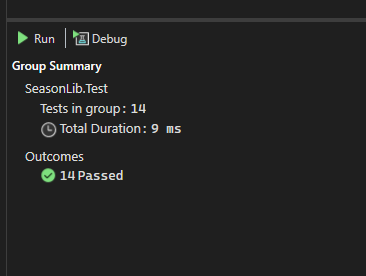 Run Debug
Group Summary
SeasonLib.Test
Tests in group: 14
Total Duration: 9 ms
Outcomes
14 Passed